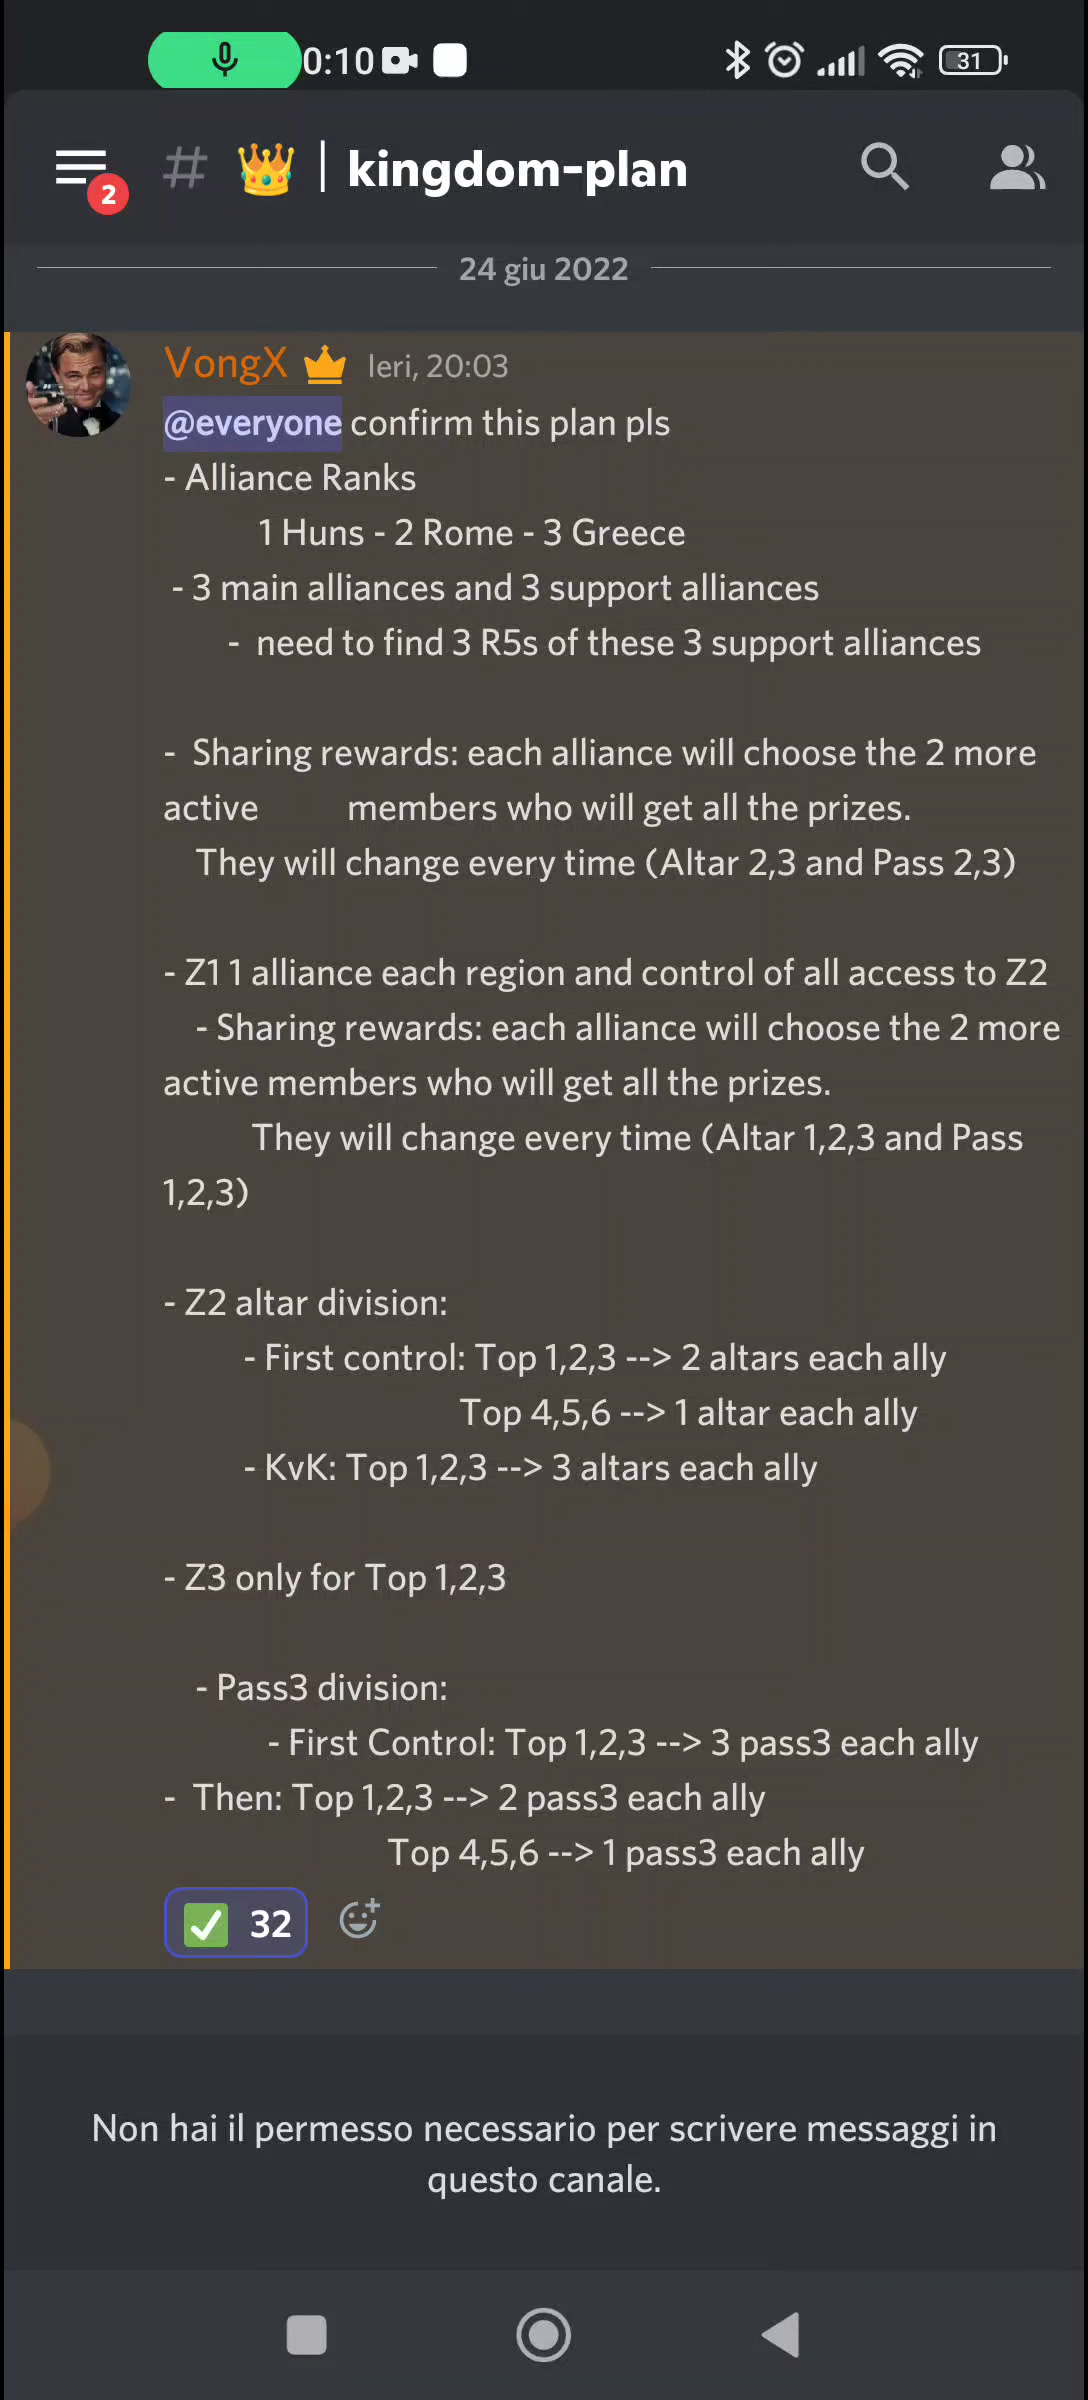 0:10 31
2 # 👑 | kingdom-plan
24 giu 2022
VongX Ieri, 20:03
@everyone confirm this plan pls
- Alliance Ranks
1 Huns - 2 Rome - 3 Greece
- 3 main alliances and 3 support alliances
- need to find 3 R5s of these 3 support alliances
- Sharing rewards: each alliance will choose the 2 more
active members who will get all the prizes.
They will change every time (Altar 2,3 and Pass 2,3)
- Z1 1 alliance each region and control of all access to Z2
- Sharing rewards: each alliance will choose the 2 more
active members who will get all the prizes.
They will change every time (Altar 1,2,3 and Pass
1,2,3)
- Z2 altar division:
- First control: Top 1,2,3 --> 2 altars each ally
Top 4,5,6 --> 1 altar each ally
- KvK: Top 1,2,3 --> 3 altars each ally
- Z3 only for Top 1,2,3
- Pass3 division:
- First Control: Top 1,2,3 --> 3 pass3 each ally
- Then: Top 1,2,3 --> 2 pass3 each ally
Top 4,5,6 --> 1 pass3 each ally
✅ 32
Non hai il permesso necessario per scrivere messaggi in
questo canale.